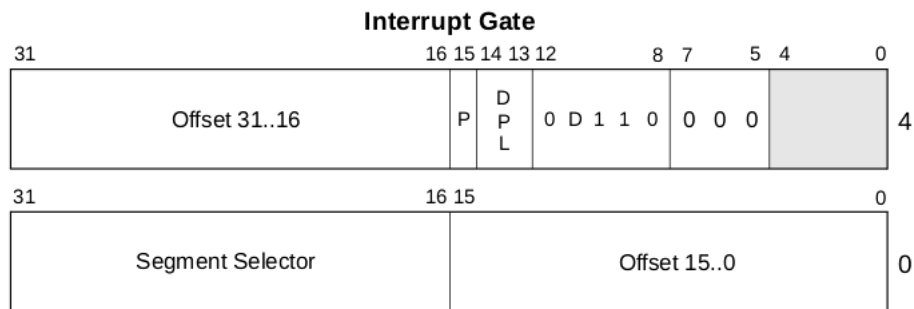 Interrupt Gate
31 16 15 14 13 12 8 7 5 4 0
Offset 31..16 P DPL 0 D 1 1 0 0 0 0 4
31 16 15 0
Segment Selector Offset 15..0 0